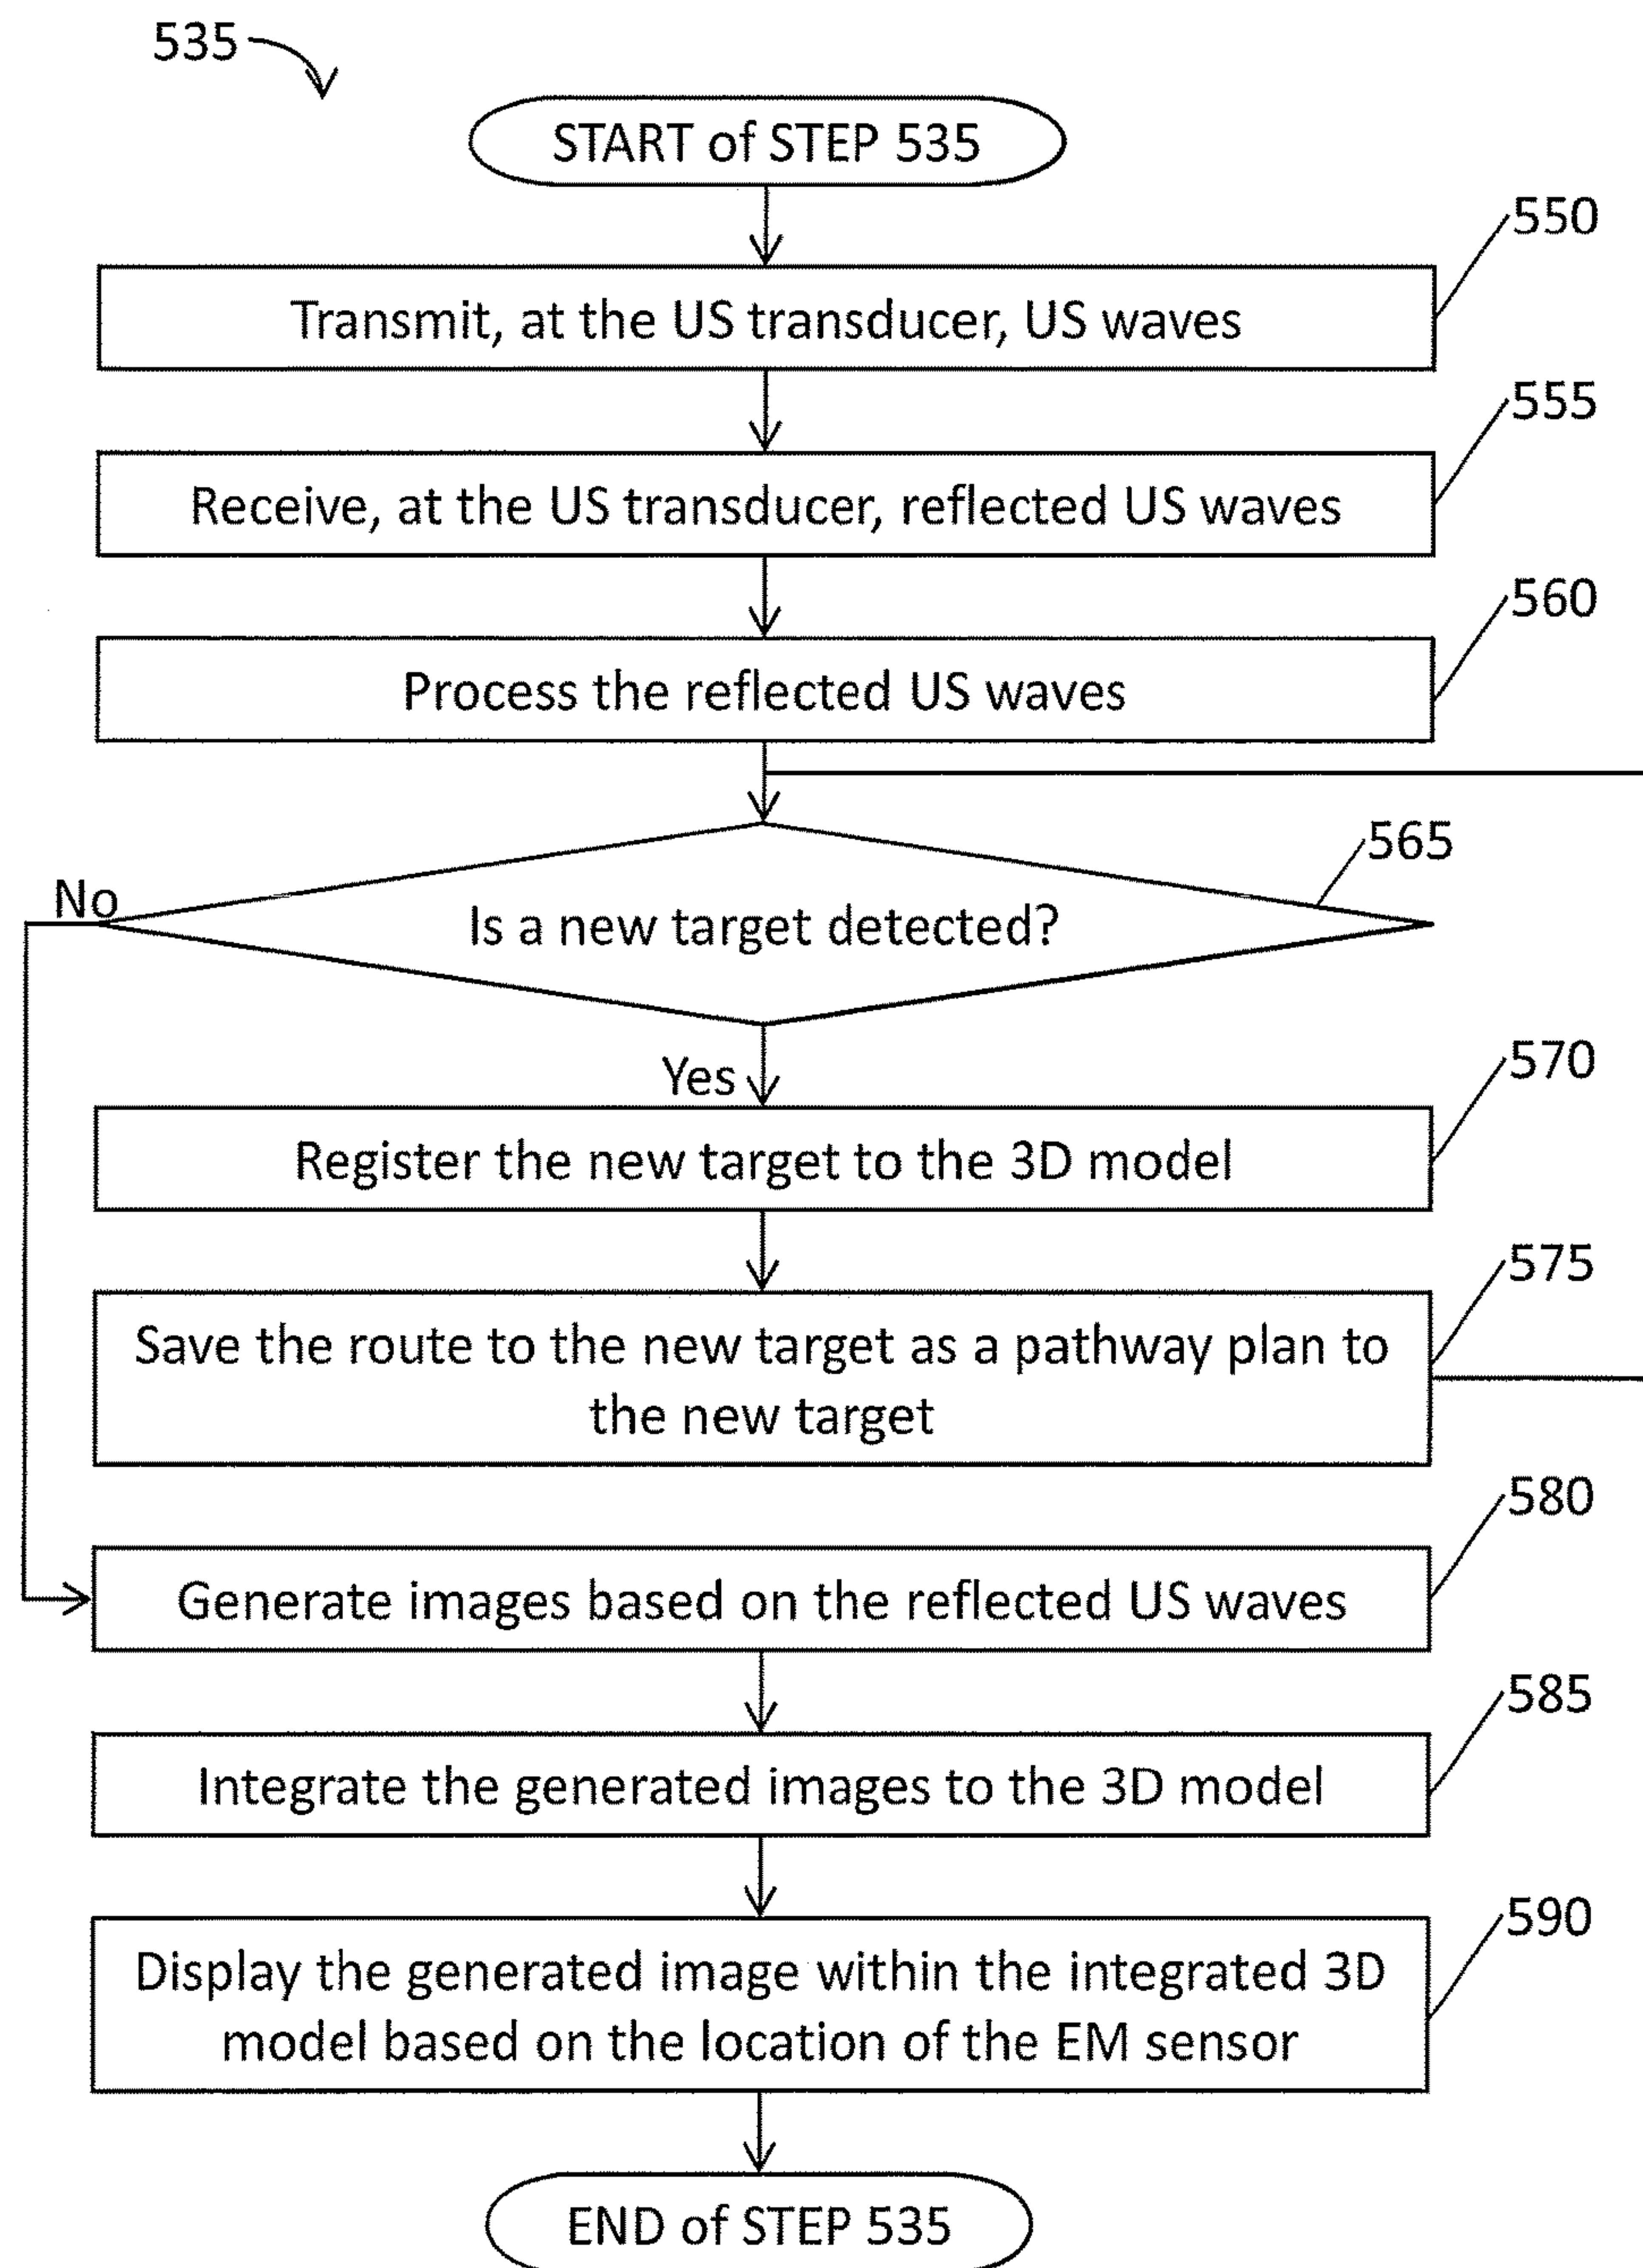 535
START of STEP 535
550
Transmit, at the US transducer, US waves
555
Receive, at the US transducer, reflected US waves
560
Process the reflected US waves
565
No
Is a new target detected?
Yes
570
Register the new target to the 3D model
575
Save the route to the new target as a pathway plan to
the new target
580
Generate images based on the reflected US waves
585
Integrate the generated images to the 3D model
590
Display the generated image within the integrated 3D
model based on the location of the EM sensor
END of STEP 535